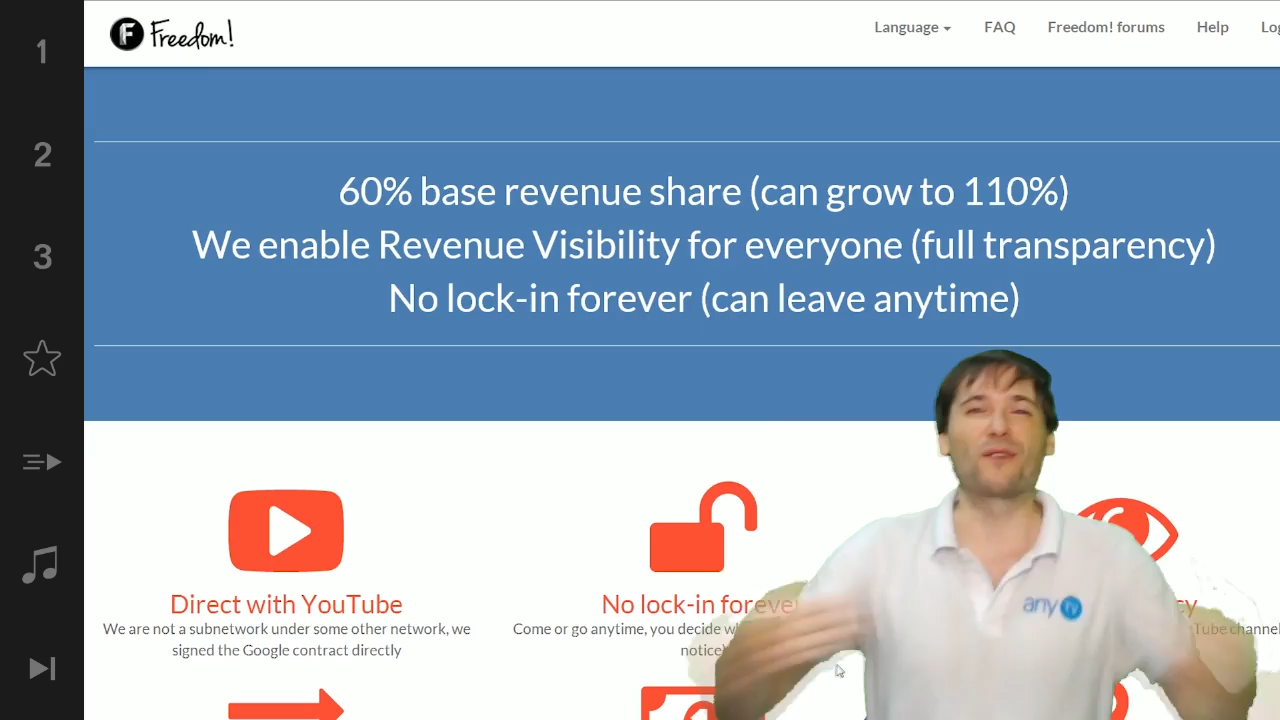 1
2
3
F Freedom!
Language FAQ Freedom! forums Help
60% base revenue share (can grow to 110%)
We enable Revenue Visibility for everyone (full transparency)
No lock-in forever (can leave anytime)
Direct with YouTube
We are not a subnetwork under some other network, we
signed the Google contract directly
No lock-in forever
Come or go anytime, you decide
any tv